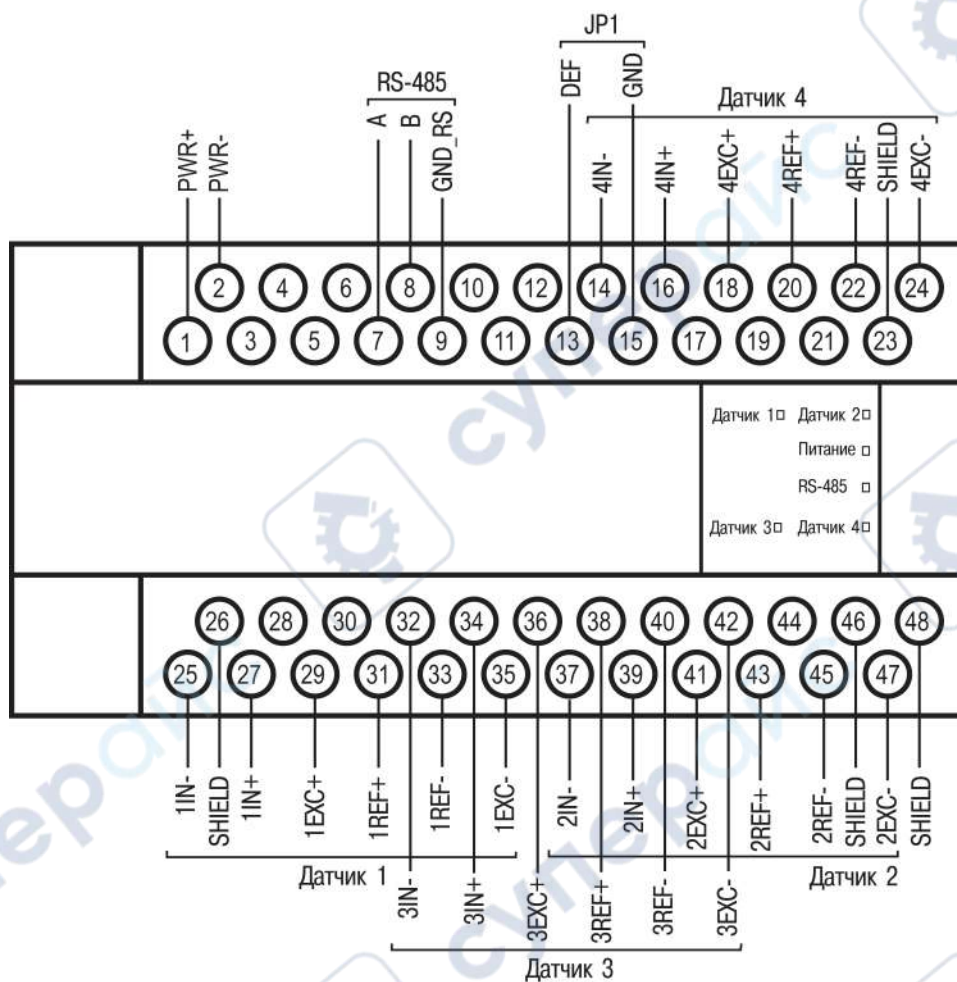 JP1
RS-485
DEF
GND
Датчик 4
PWR+
PWR-
A
B
GND_RS
4IN-
4IN+
4EXC+
4REF+
4REF-
SHIELD
4EXC-
2 4 6 8 10 12 14 16 18 20 22 24
1 3 5 7 9 11 13 15 17 19 21 23
Датчик 1 Датчик 2
Питание
RS-485
Датчик 3 Датчик 4
26 28 30 32 34 36 38 40 42 44 46 48
25 27 29 31 33 35 37 39 41 43 45 47
1IN-
SHIELD
1IN+
1EXC+
1REF+
1REF-
1EXC-
2IN-
2IN+
2EXC+
2REF+
2REF-
SHIELD
2EXC-
SHIELD
Датчик 1
Датчик 2
3IN-
3IN+
3EXC+
3REF+
3REF-
3EXC-
Датчик 3
суперайс
суперайс
суперайс